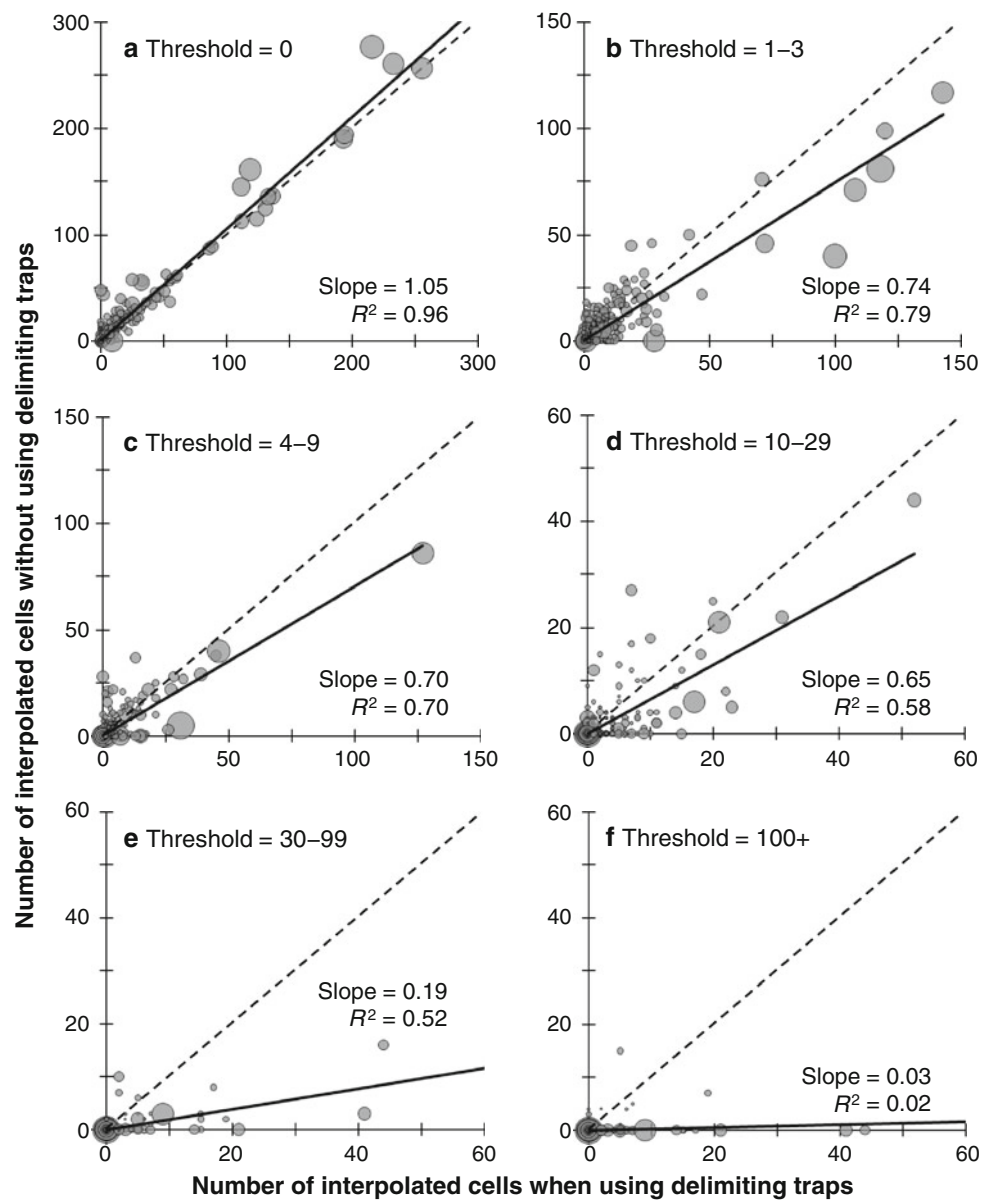 Number of interpolated cells without using delimiting traps
300
200
100
0
a Threshold = 0
Slope = 1.05
R² = 0.96
0
100
200
300
150
100
50
0
b Threshold = 1–3
Slope = 0.74
R² = 0.79
0
50
100
150
150
100
50
0
c Threshold = 4–9
Slope = 0.70
R² = 0.70
0
50
100
150
60
40
20
0
d Threshold = 10–29
Slope = 0.65
R² = 0.58
0
20
40
60
60
40
20
0
e Threshold = 30–99
Slope = 0.19
R² = 0.52
0
20
40
60
60
40
20
0
f Threshold = 100+
Slope = 0.03
R² = 0.02
0
20
40
60
Number of interpolated cells when using delimiting traps